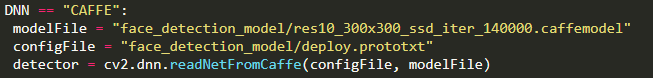 DNN == "CAFFE":
modelFile = "face_detection_model/res10_300x300_ssd_iter_140000.caffemodel"
configFile = "face_detection_model/deploy.prototxt"
detector = cv2.dnn.readNetFromCaffe(configFile, modelFile)